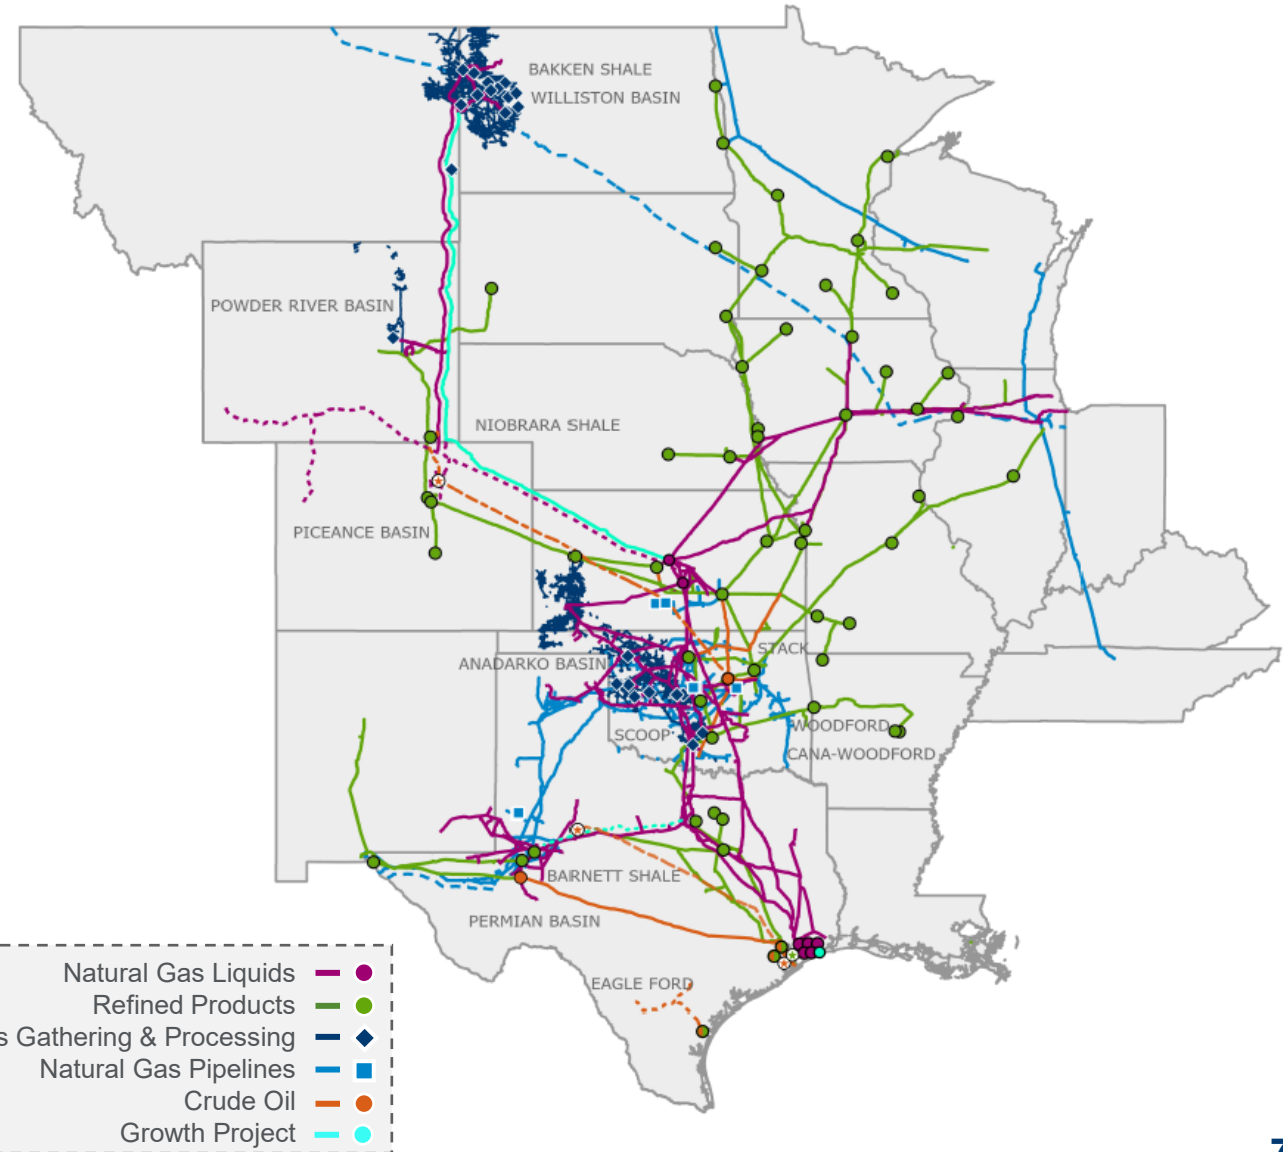 BAKKEN SHALE
WILLISTON BASIN
POWDER RIVER BASIN
NIOBRARA SHALE
PICEANCE BASIN
STACK
ANADARKO BASIN
WOODFORD
SCOOP
CANA-WOODFORD
BARNETT SHALE
PERMIAN BASIN
EAGLE FORD
Natural Gas Liquids
Refined Products
s Gathering & Processing
Natural Gas Pipelines
Crude Oil
Growth Project